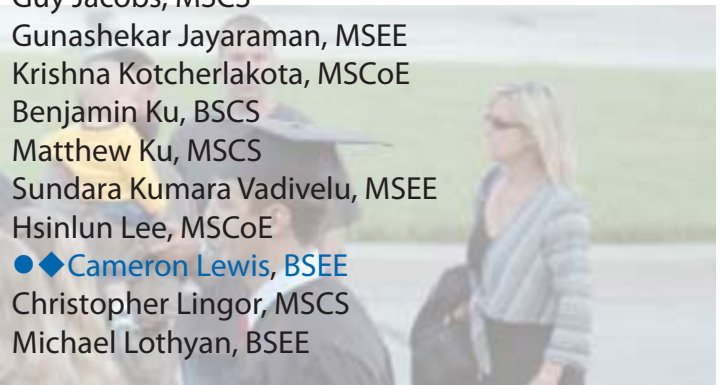 Guy Jacobs, MSCS
Gunashekar Jayaraman, MSEE
Krishna Kotcherlakota, MSCoE
Benjamin Ku, BSCS
Matthew Ku, MSCS
Sundara Kumara Vadivelu, MSEE
Hsinlun Lee, MSCoE
●◆Cameron Lewis, BSEE
Christopher Lingor, MSCS
Michael Lothyan, BSEE